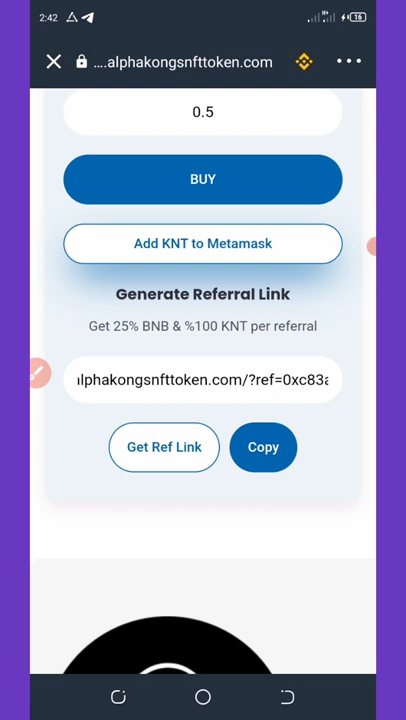 2:42
16
....alphakongsnfttoken.com
0.5
BUY
Add KNT to Metamask
Generate Referral Link
Get 25% BNB & %100 KNT per referral
lphakongsnfttoken.com/?ref=0xc83a
Get Ref Link
Copy